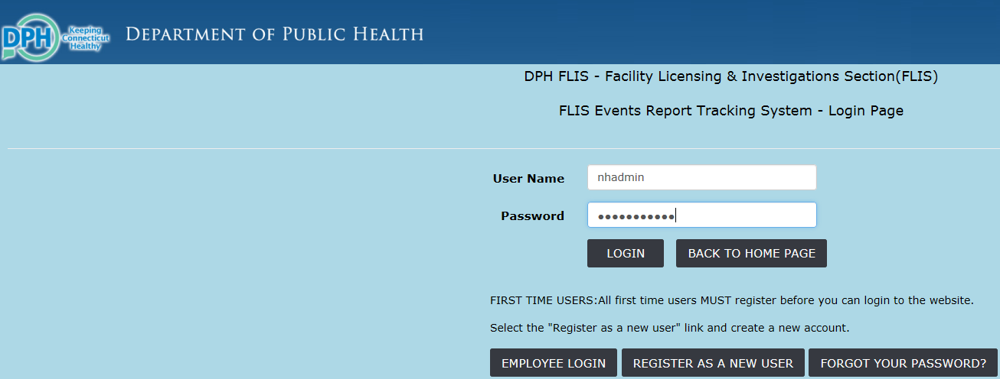 DPH
Keeping
Connecticut
Healthy
DEPARTMENT OF PUBLIC HEALTH
DPH FLIS - Facility Licensing & Investigations Section(FLIS)
FLIS Events Report Tracking System - Login Page
User Name nhadmin
Password •••••••••••
LOGIN BACK TO HOME PAGE
FIRST TIME USERS:All first time users MUST register before you can login to the website.
Select the "Register as a new user" link and create a new account.
EMPLOYEE LOGIN REGISTER AS A NEW USER FORGOT YOUR PASSWORD?